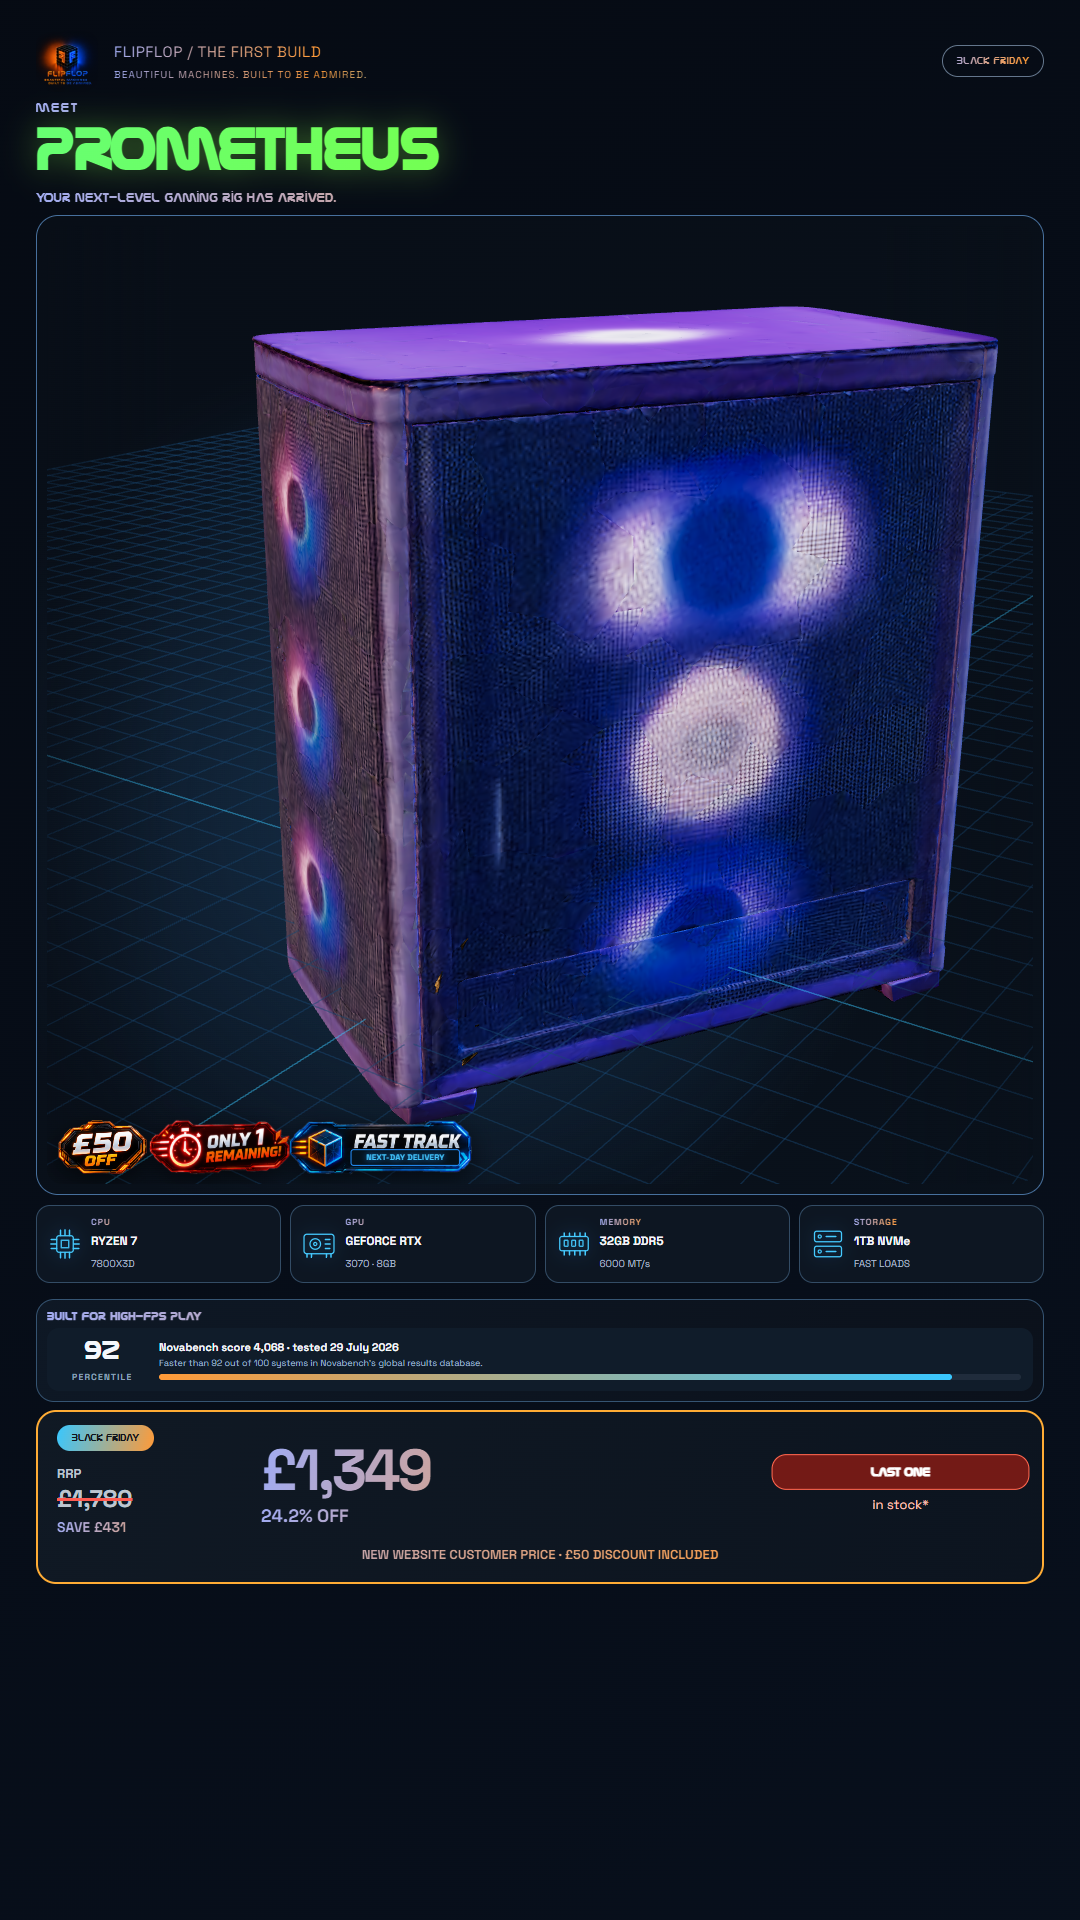 FLIPFLOP
FLIPFLOP / THE FIRST BUILD
BEAUTIFUL MACHINES. BUILT TO BE ADMIRED.
BLACK FRIDAY
MEET
PROMETHEUS
YOUR NEXT-LEVEL GAMING RIG HAS ARRIVED.
£50
OFF
ONLY 1
REMAINING!
FAST TRACK
NEXT-DAY DELIVERY
CPU
RYZEN 7
7800X3D
GPU
GEFORCE RTX
3070 · 8GB
MEMORY
32GB DDR5
6000 MT/s
STORAGE
1TB NVMe
FAST LOADS
BUILT FOR HIGH-FPS PLAY
92
PERCENTILE
Novabench score 4,068 · tested 29 July 2026
Faster than 92 out of 100 systems in Novabench's global results database.
BLACK FRIDAY
RRP
£1,780
SAVE £431
£1,349
24.2% OFF
LAST ONE
in stock*
NEW WEBSITE CUSTOMER PRICE · £50 DISCOUNT INCLUDED